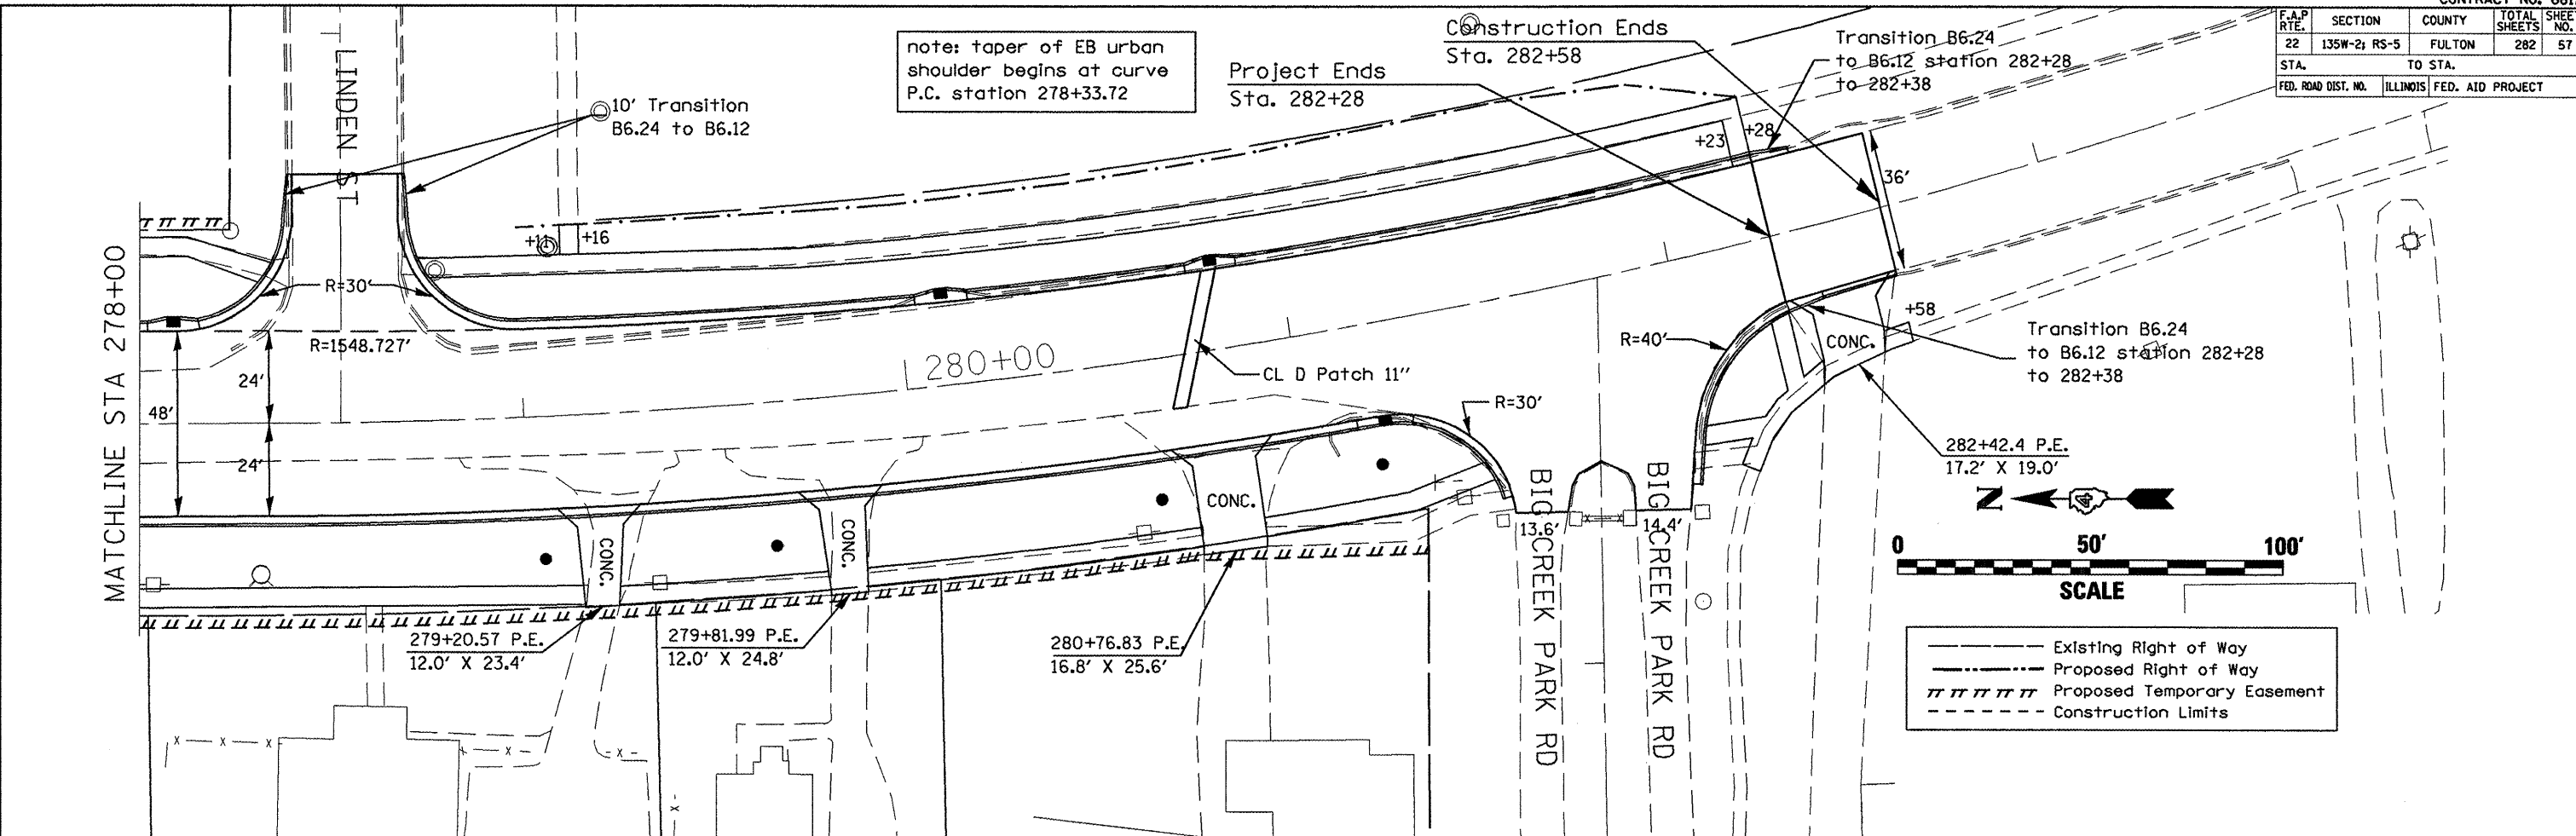 CONTRACT NO.
F.A.P RTE.
SECTION
COUNTY
TOTAL SHEETS
SHEET NO.
22
135W-2; RS-5
FULTON
282
57
STA.
TO STA.
FED. ROAD DIST. NO.
ILLINOIS
FED. AID PROJECT
note: taper of EB urban
shoulder begins at curve
P.C. station 278+33.72
Construction Ends
Sta. 282+58
Project Ends
Sta. 282+28
Transition B6.24
to B6.12 station 282+28
to 282+38
10' Transition
B6.24 to B6.12
LINDEN ST
+23
+28
36'
+11
+16
R=30'
R=1548.727'
MATCHLINE STA 278+00
24'
48'
24'
280+00
CL D Patch 11"
R=30'
R=40'
CONC.
+58
Transition B6.24
to B6.12 station 282+28
to 282+38
282+42.4 P.E.
17.2' X 19.0'
N
CONC.
CONC.
CONC.
13.6'
14.4'
BIG CREEK PARK RD
BIG CREEK PARK RD
279+20.57 P.E.
12.0' X 23.4'
279+81.99 P.E.
12.0' X 24.8'
280+76.83 P.E.
16.8' X 25.6'
0
50'
100'
SCALE
Existing Right of Way
Proposed Right of Way
Proposed Temporary Easement
Construction Limits
x
x
x
x
x
x